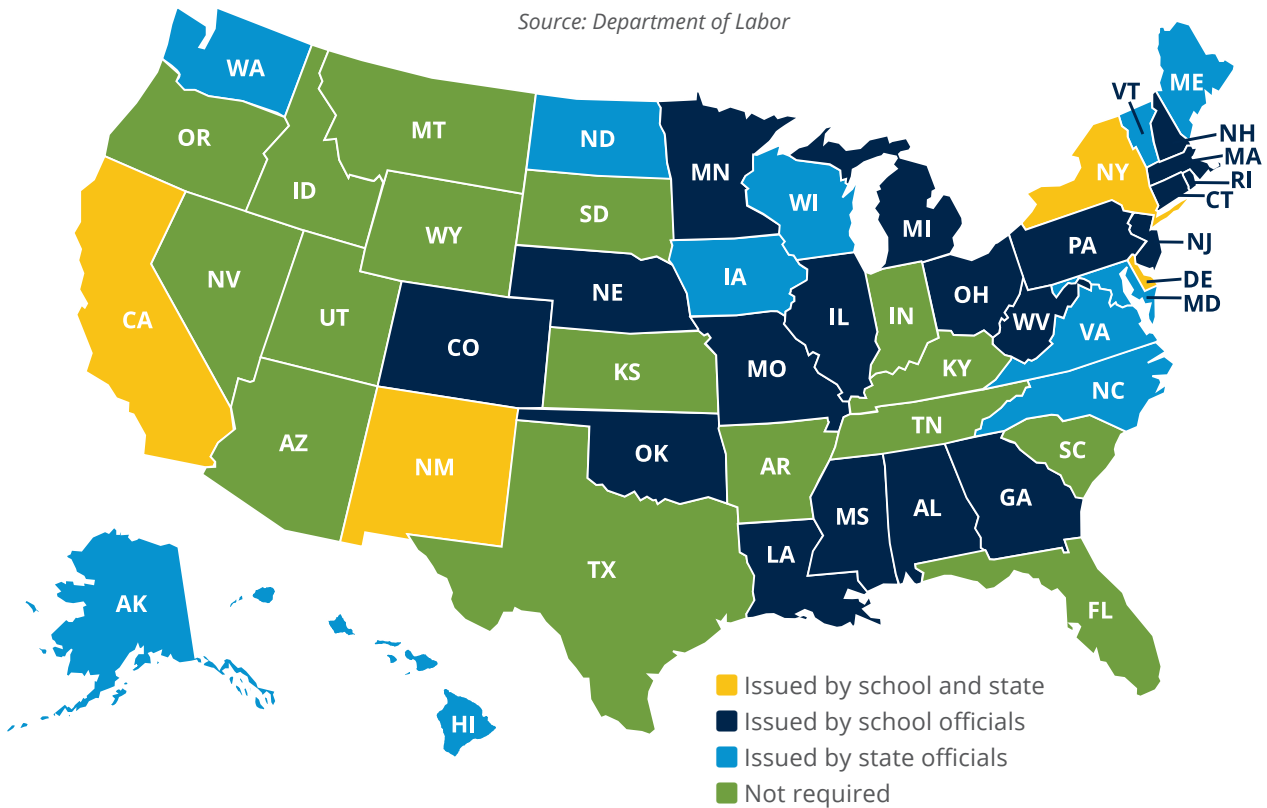 Source: Department of Labor
WA
OR
CA
NV
ID
MT
WY
UT
AZ
CO
NM
ND
SD
NE
KS
OK
TX
MN
IA
MO
AR
LA
WI
IL
MS
MI
IN
KY
TN
AL
OH
WV
GA
FL
SC
NC
VA
PA
NY
VT
ME
NH
MA
RI
CT
NJ
DE
MD
AK
HI
Issued by school and state
Issued by school officials
Issued by state officials
Not required